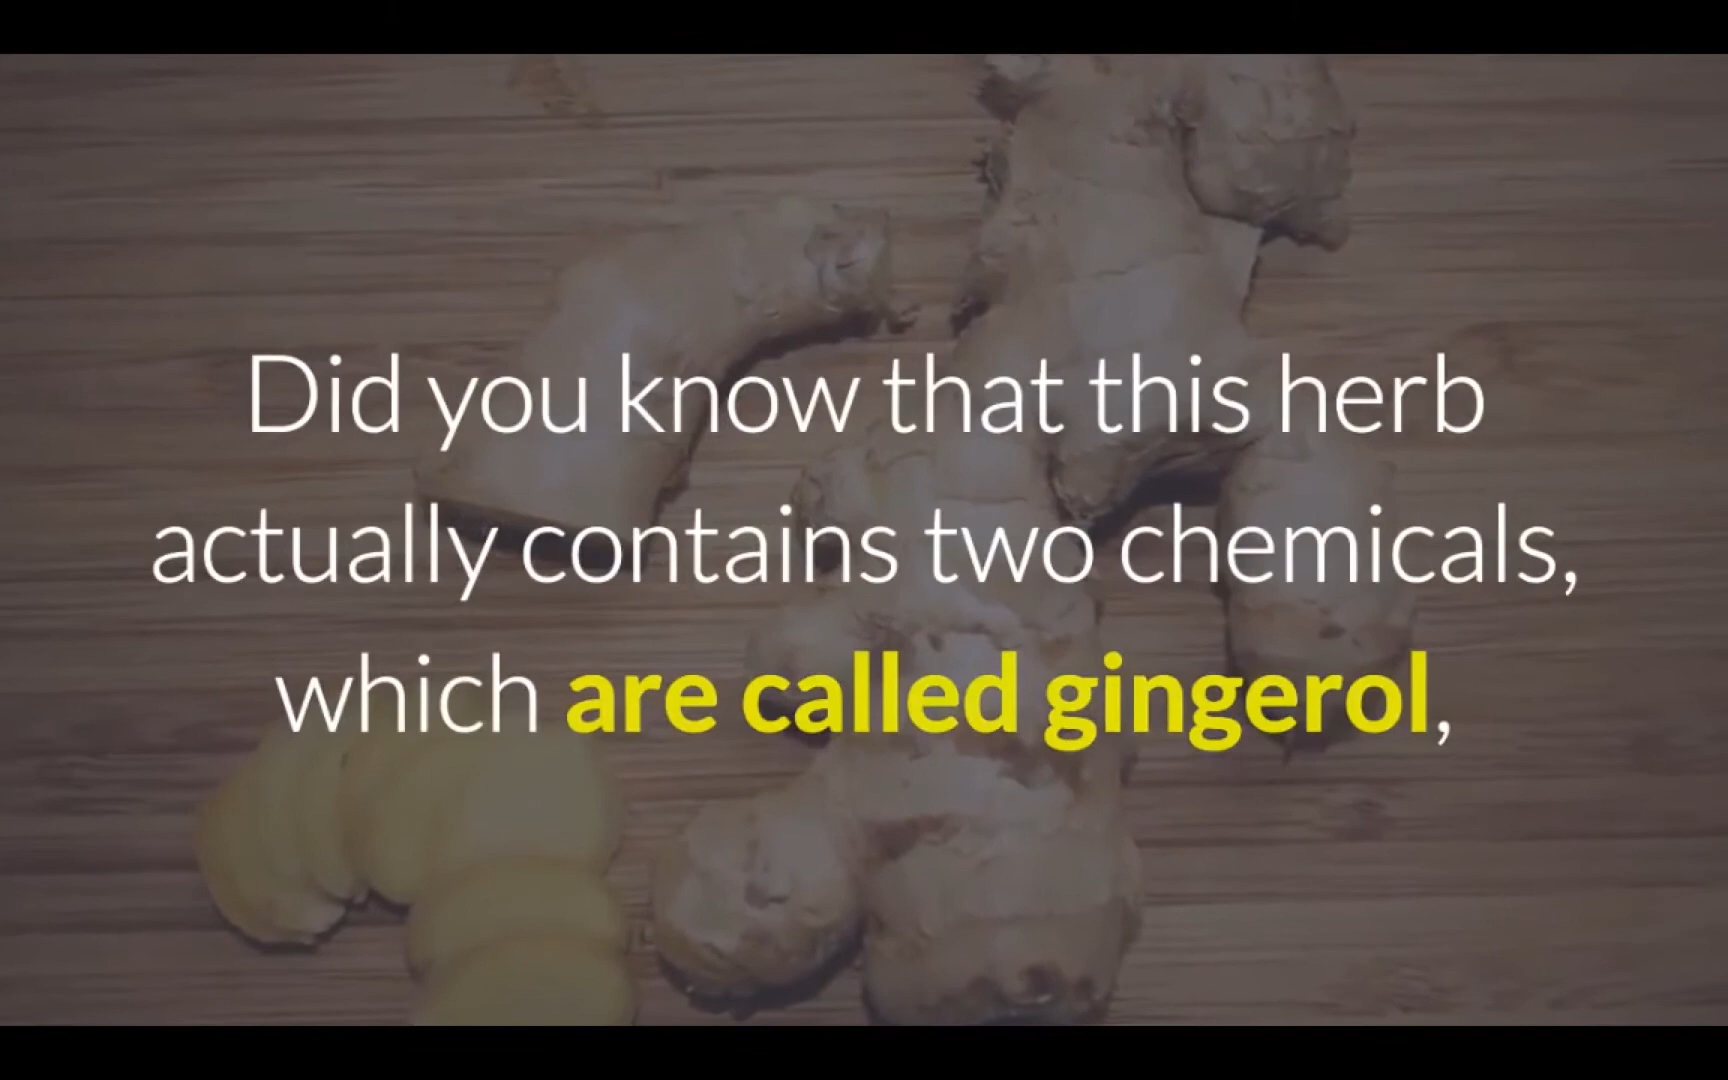 Did you know that this herb
actually contains two chemicals,
which are called gingerol,